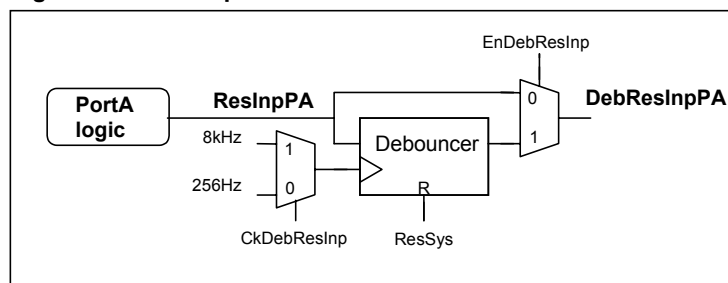 EnDebResInp
PortA
logic
ResInpPA
0
DebResInpPA
8kHz
1
Debouncer
1
256Hz
0
R
CkDebResInp
ResSys